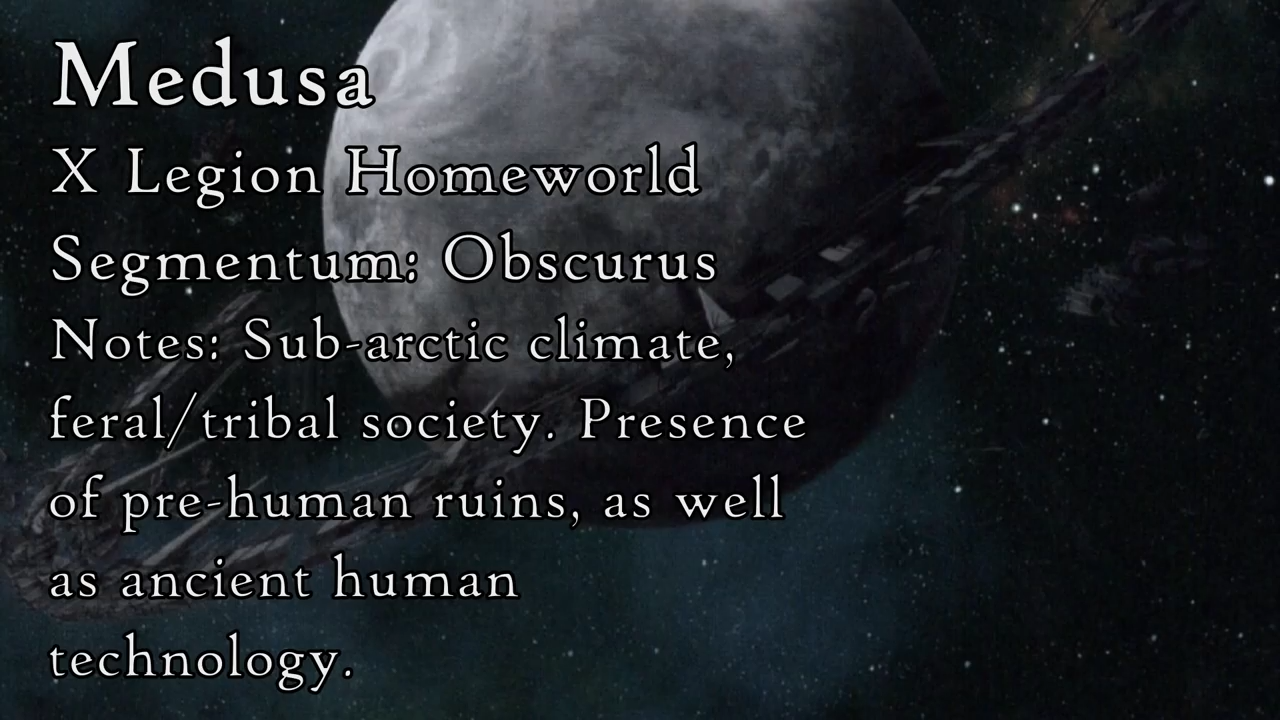 Medusa
X Legion Homeworld
Segmentum: Obscurus
Notes: Sub-arctic climate,
feral/tribal society. Presence
of pre-human ruins, as well
as ancient human
technology.